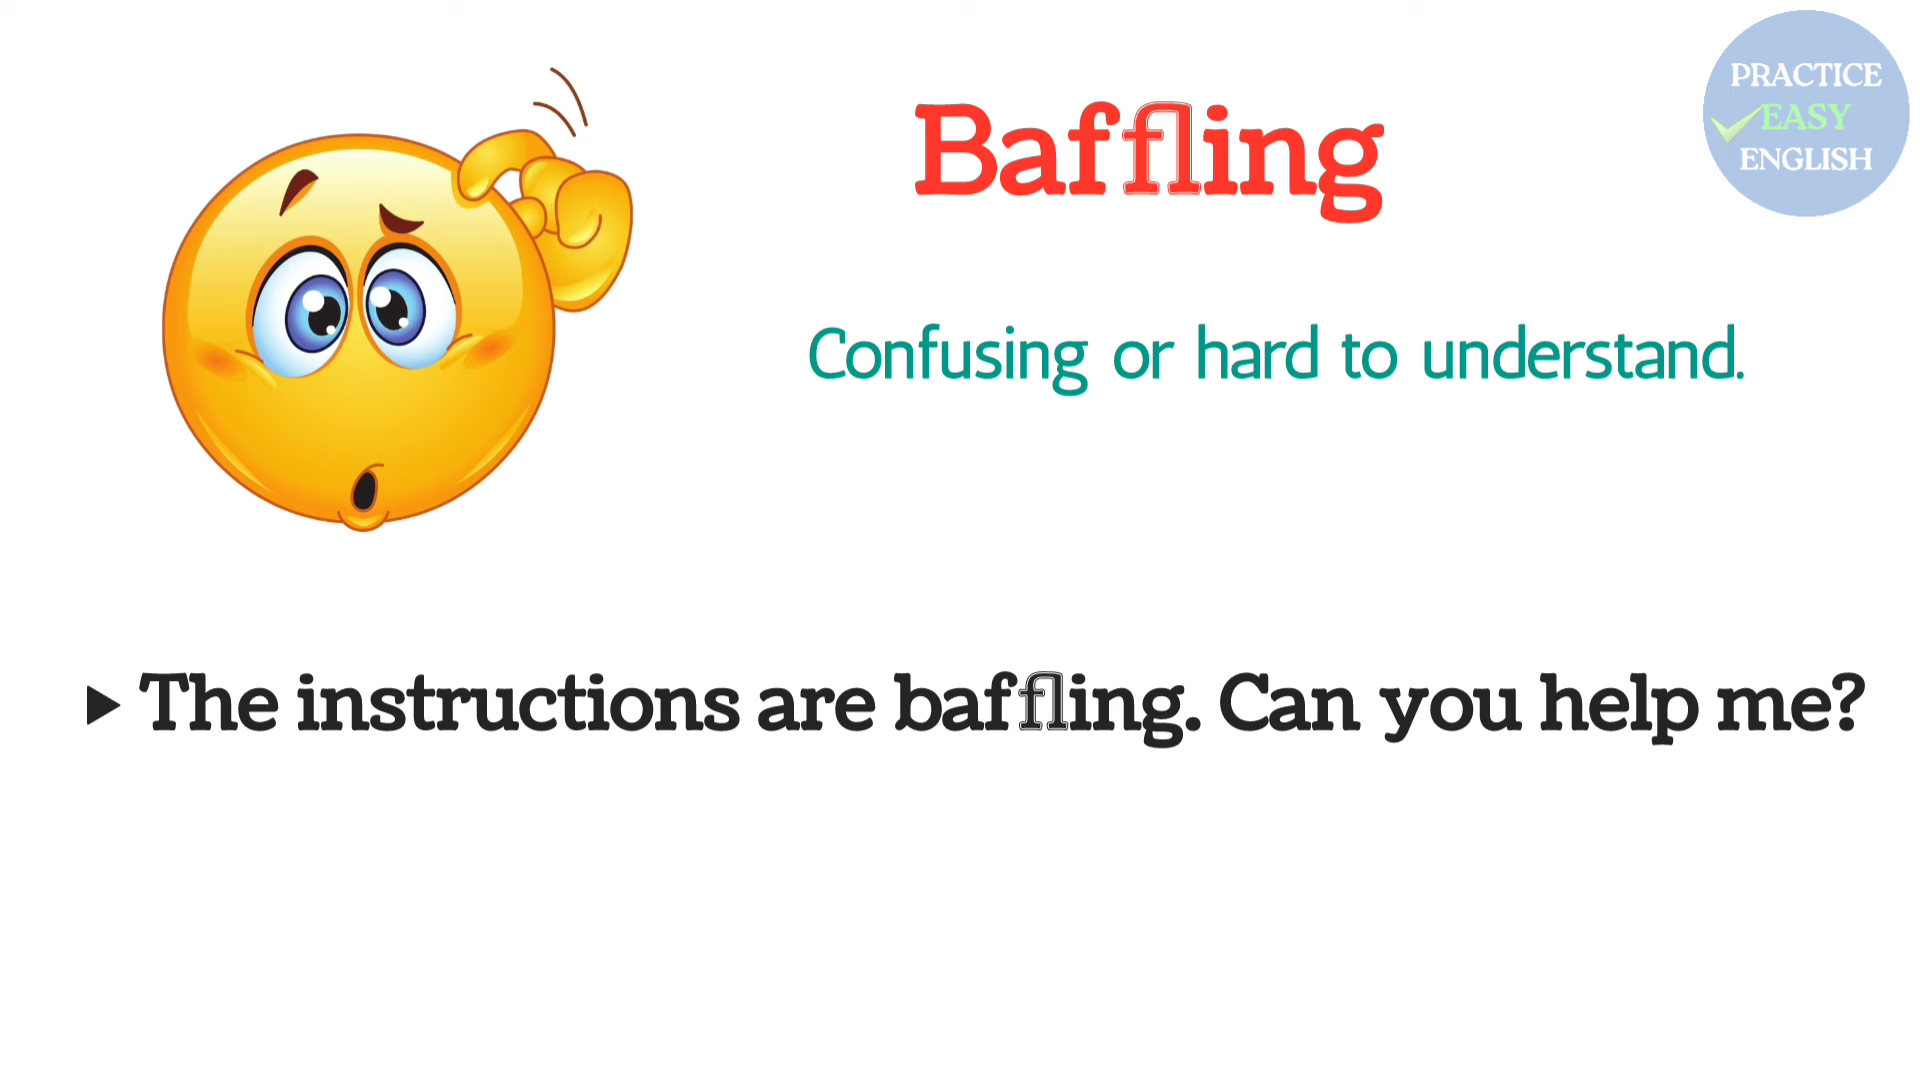 PRACTICE
EASY
ENGLISH
Baffling
Confusing or hard to understand.
The instructions are baffling. Can you help me?